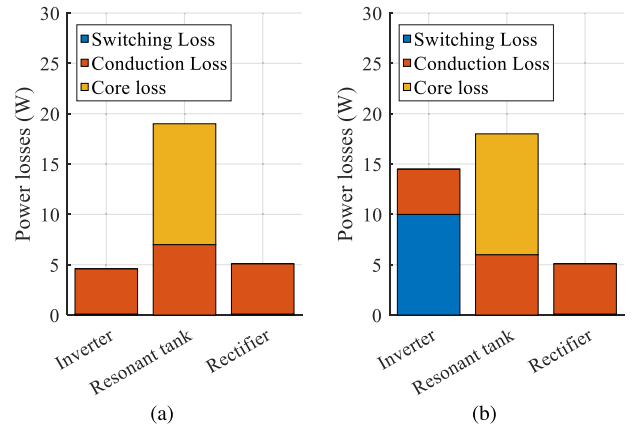 30
25
20
15
10
5
0
Power losses (W)
Switching Loss
Conduction Loss
Core loss
Inverter
Resonant tank
Rectifier
(a)
30
25
20
15
10
5
0
Power losses (W)
Switching Loss
Conduction Loss
Core loss
Inverter
Resonant tank
Rectifier
(b)